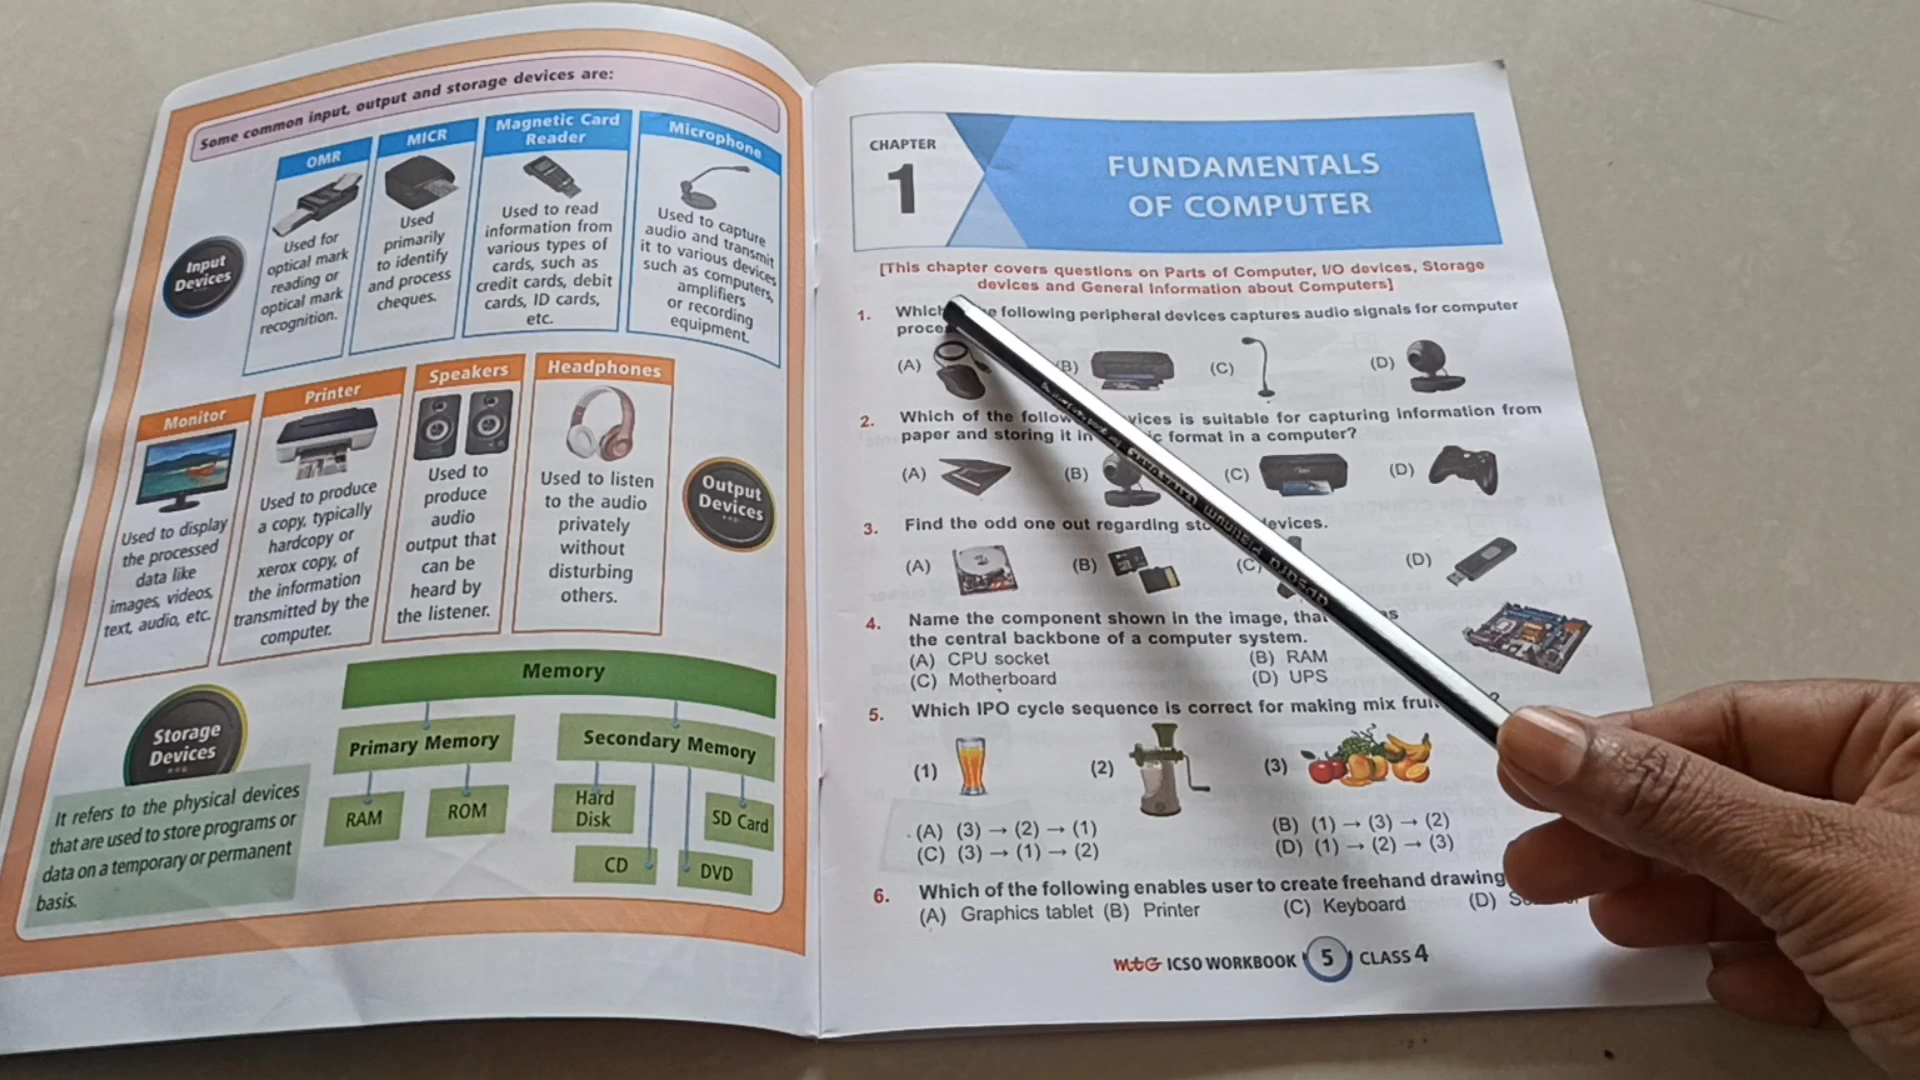 Some common input, output and storage devices are:
Input
Devices
OMR
Used for
optical mark
reading or
optical mark
recognition.
MICR
Used
primarily
to identify
and process
cheques.
Magnetic Card
Reader
Used to read
information from
various types of
cards, such as
credit cards, debit
cards, ID cards,
etc.
Microphone
Used to capture
audio and transmit
it to various devices
such as computers,
amplifiers
or recording
equipment.
Monitor
Used to display
the processed
data like
images, videos,
text, audio, etc.
Printer
Used to produce
a copy, typically
hardcopy or
xerox copy, of
the information
transmitted by the
computer.
Speakers
Used to
produce
audio
output that
can be
heard by
the listener.
Headphones
Used to listen
to the audio
privately
without
disturbing
others.
Output
Devices
Storage
Devices
It refers to the physical devices
that are used to store programs or
data on a temporary or permanent
basis.
Memory
Primary Memory
Secondary Memory
RAM
ROM
Hard
Disk
SD Card
CD
DVD
CHAPTER
1
FUNDAMENTALS
OF COMPUTER
[This chapter covers questions on Parts of Computer, I/O devices, Storage
devices and General Information about Computers]
1. Which following peripheral devices captures audio signals for computer
(A) (B) (C) (D)
2. Which of the devices is suitable for capturing information from
paper and storing it in format in a computer?
(A) (B) (C) (D)
3. Find the odd one out regarding devices.
(A) (B) (C) (D)
4. Name the component shown in the image,
the central backbone of a computer system.
(A) CPU socket (B) RAM
(C) Motherboard (D) UPS
5. Which IPO cycle sequence is correct for making mix
(1) (2) (3)
(A) (3) → (2) → (1) (B) (1) → (3) → (2)
(C) (3) → (1) → (2) (D) (1) → (2) → (3)
6. Which of the following enables user to create freehand drawing
(A) Graphics tablet (B) Printer (C) Keyboard (D)
MtG ICSO WORKBOOK 5 CLASS 4
apsara Platinum